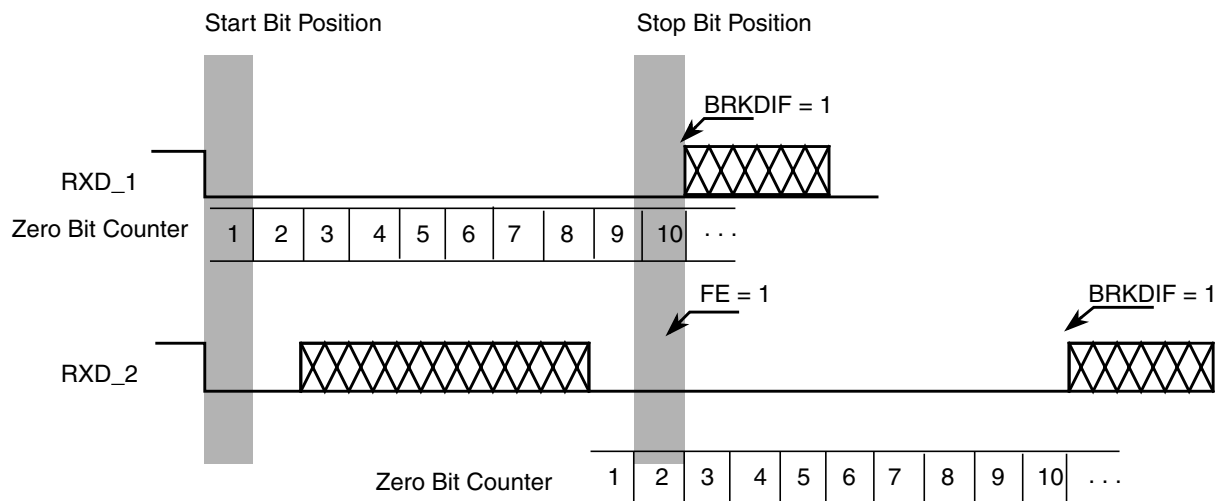 Start Bit Position
Stop Bit Position
BRKDIF = 1
RXD_1
Zero Bit Counter 1 2 3 4 5 6 7 8 9 10 . . .
FE = 1
BRKDIF = 1
RXD_2
Zero Bit Counter 1 2 3 4 5 6 7 8 9 10 . . .